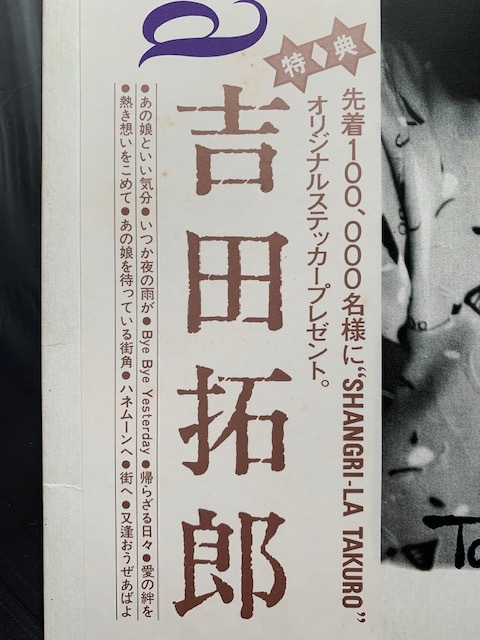 特典
先着100,000名様に“SHANGRI-LA TAKURO”
オリジナルステッカープレゼント。
吉田拓郎
●あの娘といい気分●いつか夜の雨が●Bye Bye Yesterday●帰らざる日々●愛の絆を
●熱き想いをこめて●あの娘を待っている街角●ハネムーンへ●街へ●又逢おうぜあばよ